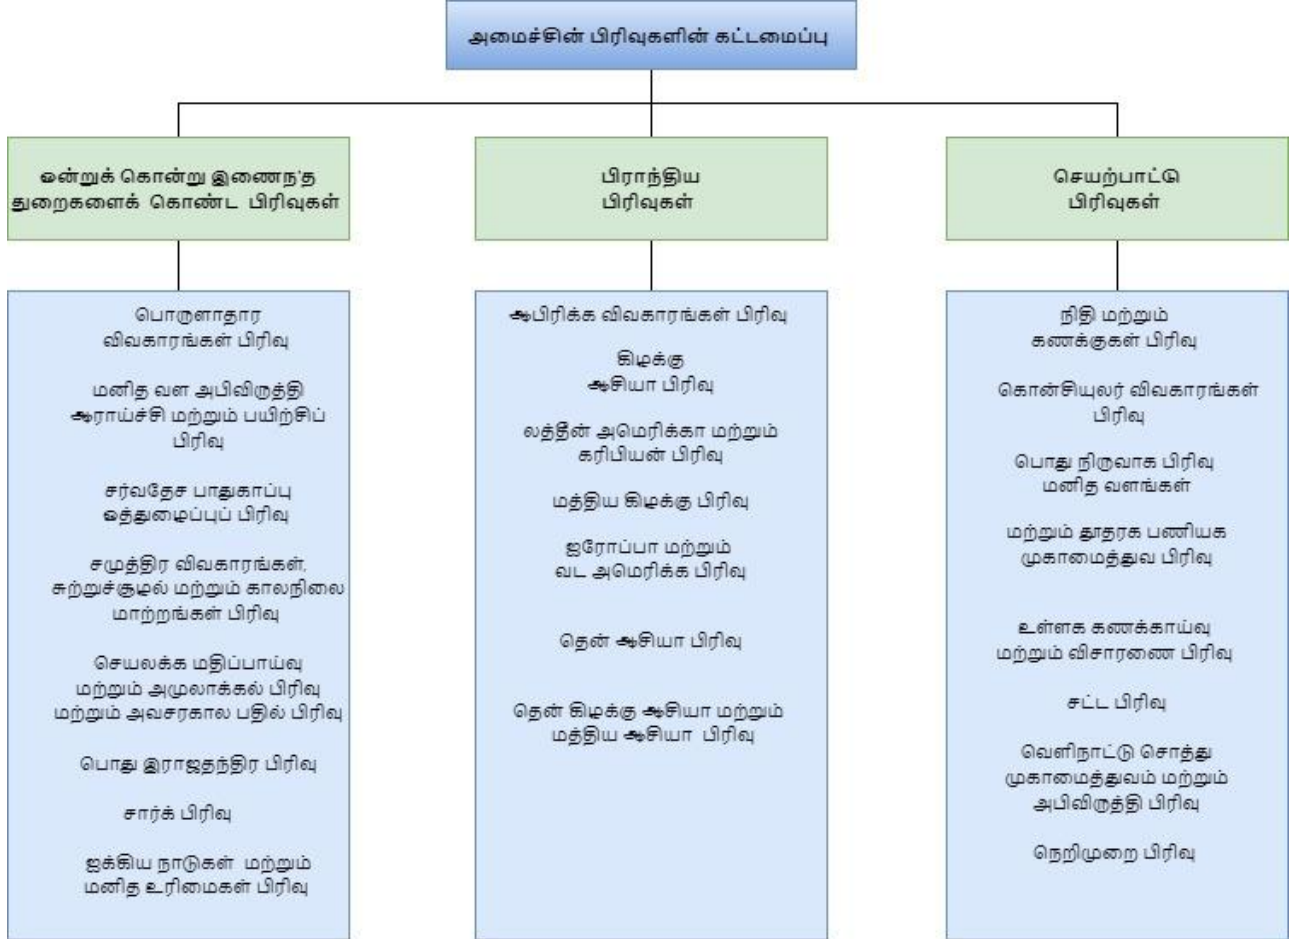 அமைச்சின் பிரிவுகளின் கட்டமைப்பு
ஒன்றுக் கொன்று இணைந்'த
துறைகளைக் கொண்ட பிரிவுகள்
பொருளாதார
விவகாரங்கள் பிரிவு
மனித வள அபிவிருத்தி
ஆராய்ச்சி மற்றும் பயிற்சிப்
பிரிவு
சர்வதேச பாதுகாப்பு
ஒத்துழைப்புப் பிரிவு
சமுத்திர விவகாரங்கள்,
சுற்றுச்சூழல் மற்றும் காலநிலை
மாற்றங்கள் பிரிவு
செயலக்க மதிப்பாய்வு
மற்றும் அமுலாக்கல் பிரிவு
மற்றும் அவசரகால பதில் பிரிவு
பொது இராஜதந்திர பிரிவு
சார்க் பிரிவு
ஐக்கிய நாடுகள் மற்றும்
மனித உரிமைகள் பிரிவு
பிராந்திய
பிரிவுகள்
ஆபிரிக்க விவகாரங்கள் பிரிவு
கிழக்கு
ஆசியா பிரிவு
லத்தீன் அமெரிக்கா மற்றும்
கரிபியன் பிரிவு
மத்திய கிழக்கு பிரிவு
ஐரோப்பா மற்றும்
வட அமெரிக்க பிரிவு
தென் ஆசியா பிரிவு
தென் கிழக்கு ஆசியா மற்றும்
மத்திய ஆசியா பிரிவு
செயற்பாட்டு
பிரிவுகள்
நிதி மற்றும்
கணக்குகள் பிரிவு
கொன்சியுலர் விவகாரங்கள்
பிரிவு
பொது நிருவாக பிரிவு
மனித வளங்கள்
மற்றும் தூதரக பணியக
முகாமைத்துவ பிரிவு
உள்ளக கணக்காய்வு
மற்றும் விசாரணை பிரிவு
சட்ட பிரிவு
வெளிநாட்டு சொத்து
முகாமைத்துவம் மற்றும்
அபிவிருத்தி பிரிவு
நெறிமுறை பிரிவு